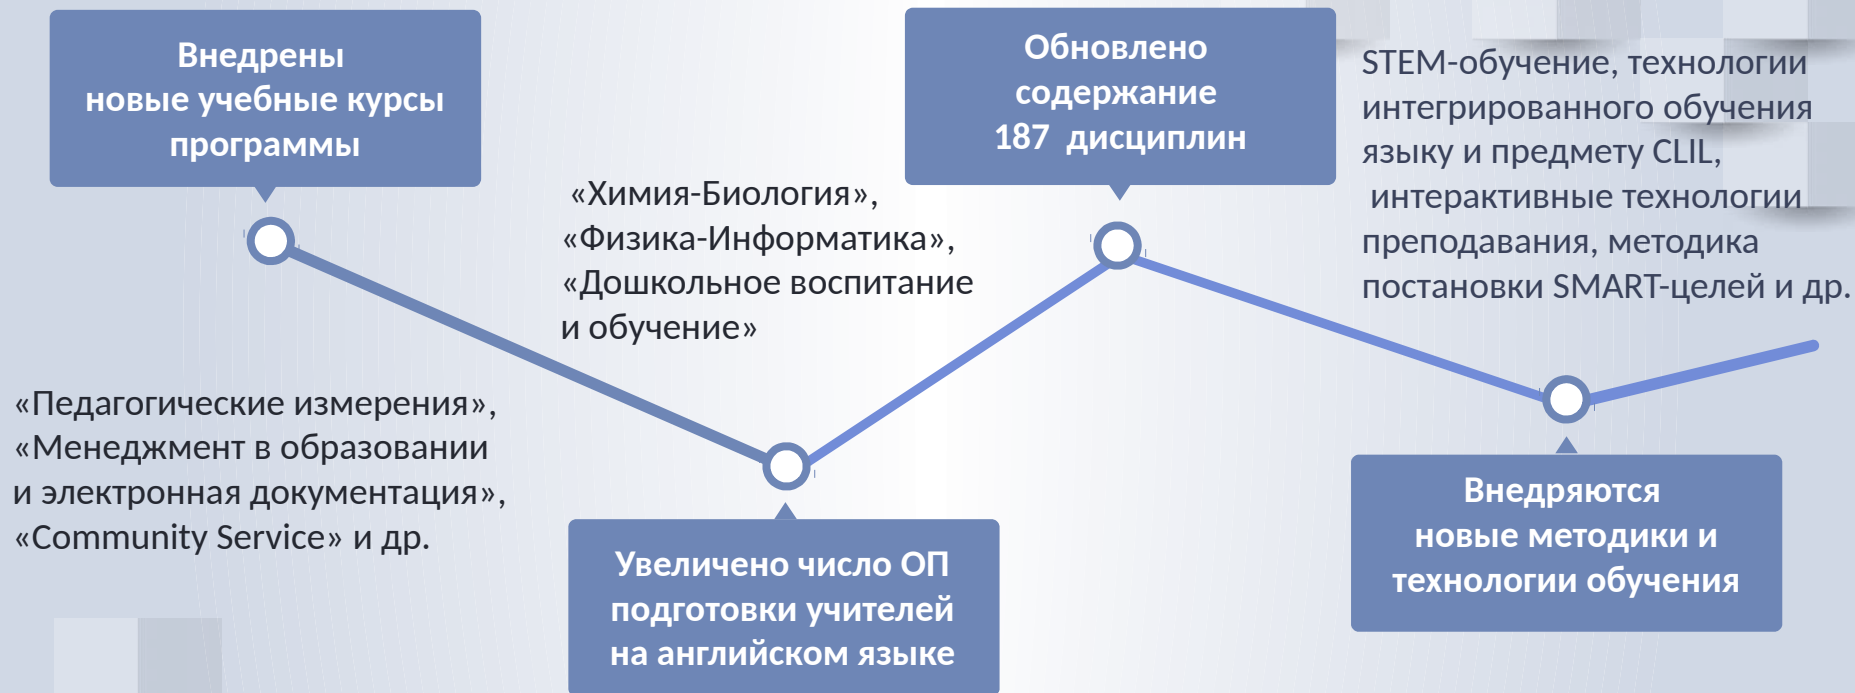 Внедрены
новые учебные курсы
программы
«Педагогические измерения»,
«Менеджмент в образовании
и электронная документация»,
«Community Service» и др.
«Химия-Биология»,
«Физика-Информатика»,
«Дошкольное воспитание
и обучение»
Увеличено число ОП
подготовки учителей
на английском языке
Обновлено
содержание
187 дисциплин
STEM-обучение, технологии
интегрированного обучения
языку и предмету CLIL,
интерактивные технологии
преподавания, методика
постановки SMART-целей и др.
Внедряются
новые методики и
технологии обучения